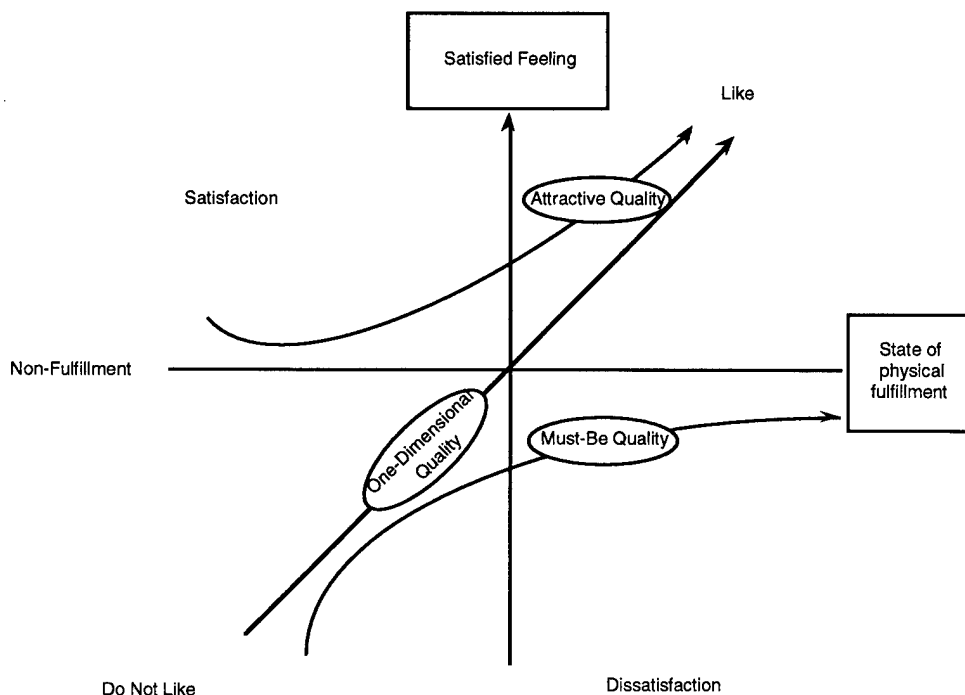 Satisfied Feeling
Like
Satisfaction
Attractive Quality
Non-Fulfillment
State of
physical
fulfillment
One-Dimensional
Quality
Must-Be Quality
Do Not Like
Dissatisfaction